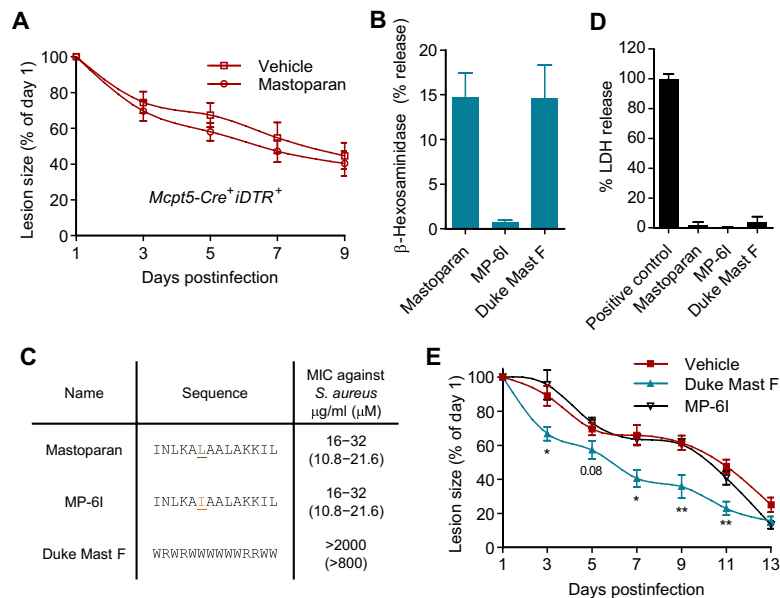 A
Lesion size (% of day 1)
100
80
60
40
20
0
Vehicle
Mastoparan
Mcpt5-Cre+ iDTR+
1 3 5 7 9
Days postinfection
B
β-Hexosaminidase (% release)
20
15
10
5
0
Mastoparan
MP-6I
Duke Mast F
D
% LDH release
120
100
80
60
40
20
0
Positive control
Mastoparan
MP-6I
Duke Mast F
C
Name Sequence MIC against
S. aureus
μg/ml (μM)
Mastoparan INLKALAALAKKIL 16–32
(10.8–21.6)
MP-6I INLKAIAALAKKIL 16–32
(10.8–21.6)
Duke Mast F WRWRWWWWWWRRWW >2000
(>800)
E
Lesion size (% of day 1)
100
80
60
40
20
0
Vehicle
Duke Mast F
MP-6I
*
0.08
*
**
**
1 3 5 7 9 11 13
Days postinfection